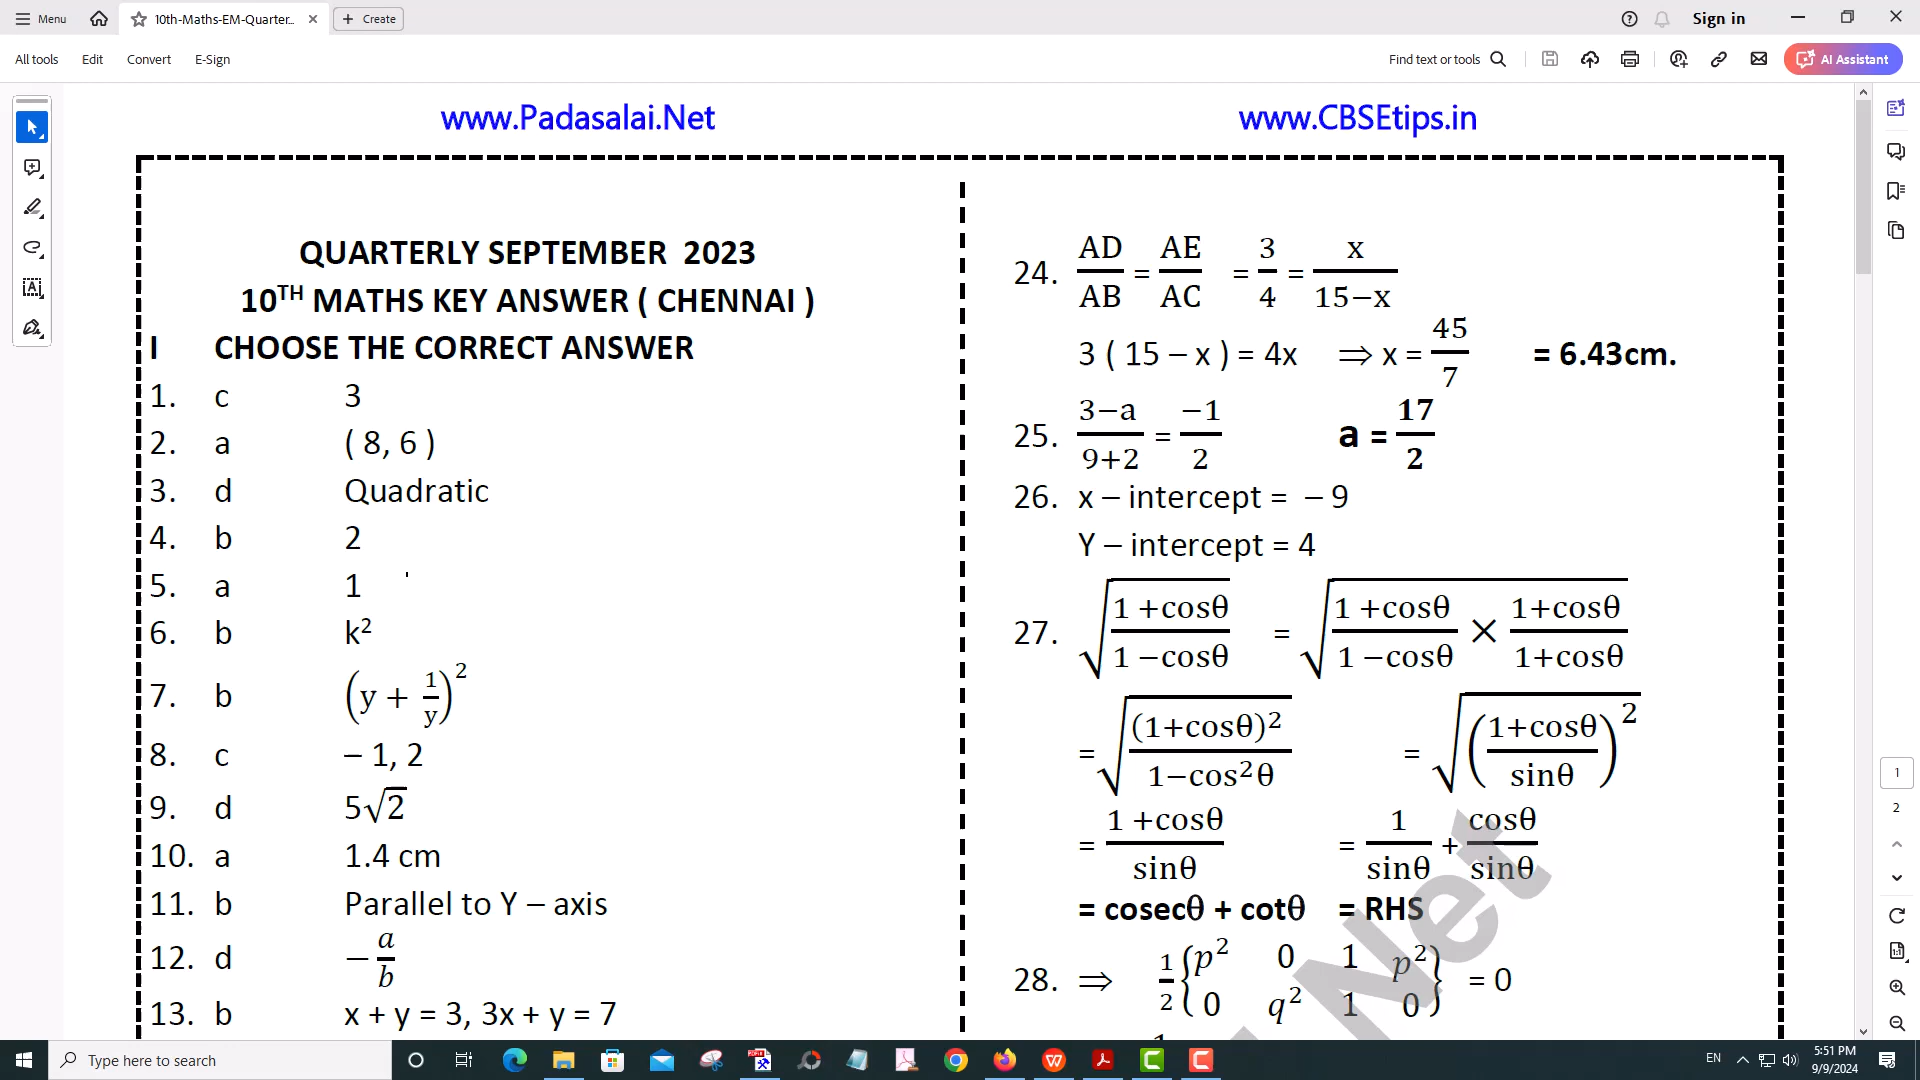 Menu
10th-Maths-EM-Quarter...
Create
Sign in
All tools
Edit
Convert
E-Sign
Find text or tools
AI Assistant
www.Padasalai.Net
www.CBSEtips.in
QUARTERLY SEPTEMBER 2023
10TH MATHS KEY ANSWER ( CHENNAI )
I CHOOSE THE CORRECT ANSWER
1. c 3
2. a ( 8, 6 )
3. d Quadratic
4. b 2
5. a 1
6. b k²
7. b (y + 1/y)²
8. c – 1, 2
9. d 5√2
10. a 1.4 cm
11. b Parallel to Y – axis
12. d − a/b
13. b x + y = 3, 3x + y = 7
24. AD/AB = AE/AC = 3/4 = x/15−x
3 ( 15 – x ) = 4x ⇒ x = 45/7 = 6.43cm.
25. 3−a/9+2 = −1/2 a = 17/2
26. x – intercept = – 9
Y – intercept = 4
27. √(1 +cosθ/1 −cosθ) = √(1 +cosθ/1 −cosθ × 1+cosθ/1+cosθ)
= √((1+cosθ)²/1−cos²θ) = √((1+cosθ/sinθ)²)
= 1 +cosθ/sinθ = 1/sinθ + cosθ/sinθ
= cosecθ + cotθ = RHS
28. ⇒ 1/2 {p² 0 1 p²
0 q² 1 0} = 0
Net
1
2
Type here to search
EN
5:51 PM
9/9/2024